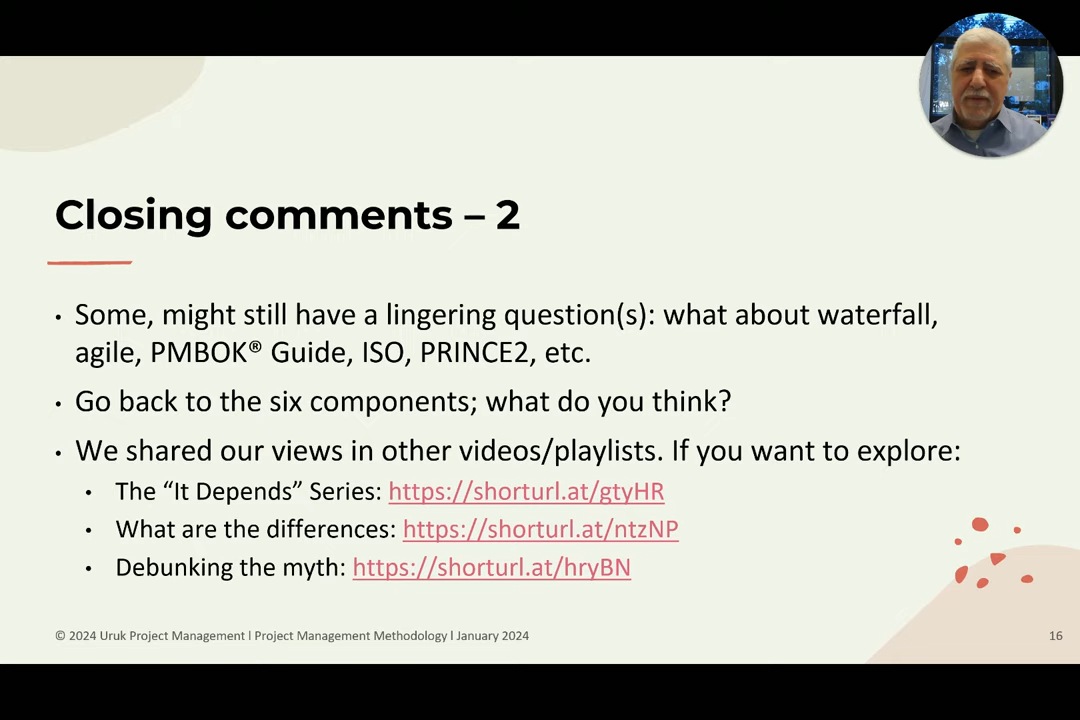 Closing comments – 2
• Some, might still have a lingering question(s): what about waterfall,
agile, PMBOK® Guide, ISO, PRINCE2, etc.
• Go back to the six components; what do you think?
• We shared our views in other videos/playlists. If you want to explore:
• The “It Depends” Series: https://shorturl.at/gtyHR
• What are the differences: https://shorturl.at/ntzNP
• Debunking the myth: https://shorturl.at/hryBN
© 2024 Uruk Project Management l Project Management Methodology l January 2024
16